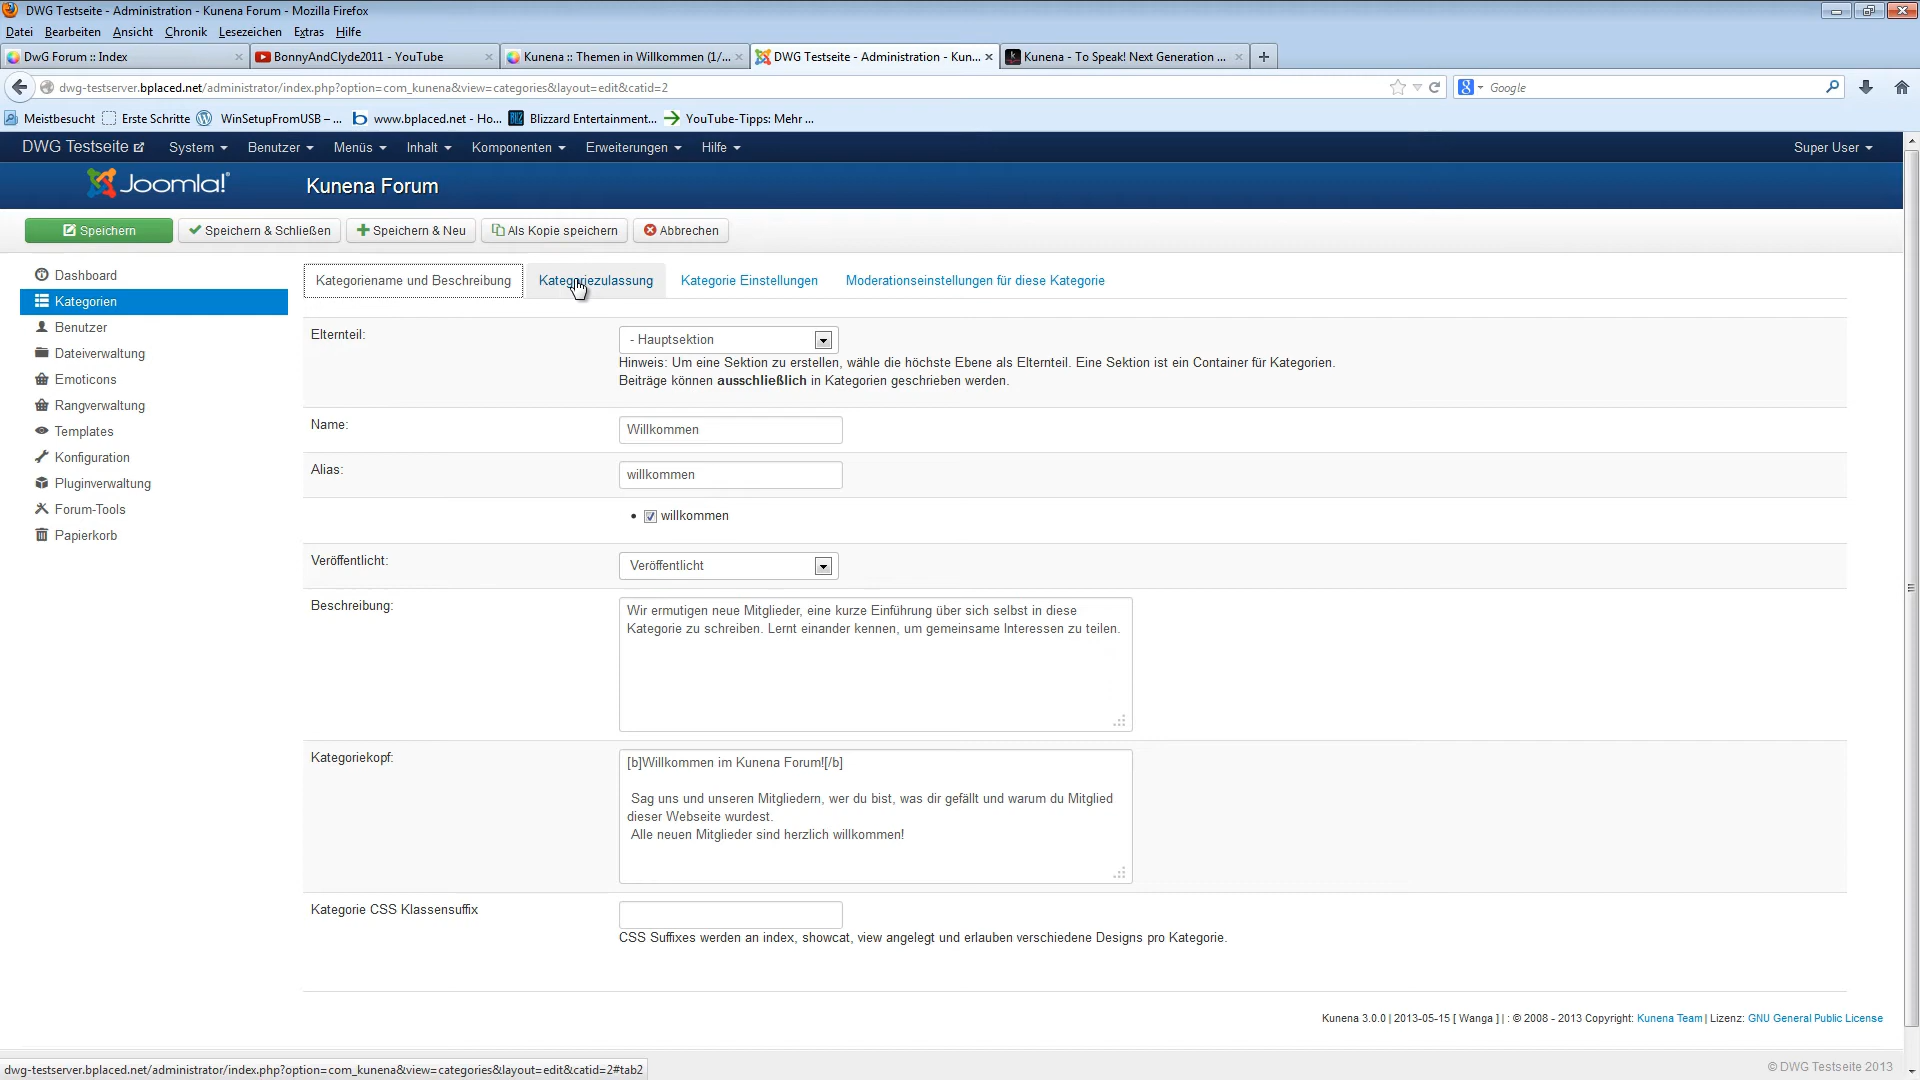 DWG Testseite - Administration - Kunena Forum - Mozilla Firefox
Datei Bearbeiten Ansicht Chronik Lesezeichen Extras Hilfe
DwG Forum :: Index
BonnyAndClyde2011 - YouTube
Kunena :: Themen in Willkommen (1/...
DWG Testseite - Administration - Kun...
Kunena - To Speak! Next Generation ...
dwg-testserver.bplaced.net/administrator/index.php?option=com_kunena&view=categories&layout=edit&catid=2
Google
Meistbesucht Erste Schritte WinSetupFromUSB – ... www.bplaced.net - Ho... Blizzard Entertainment... YouTube-Tipps: Mehr ...
DWG Testseite System Benutzer Menüs Inhalt Komponenten Erweiterungen Hilfe Super User
Joomla! Kunena Forum
Speichern Speichern & Schließen Speichern & Neu Als Kopie speichern Abbrechen
Dashboard
Kategorien
Benutzer
Dateiverwaltung
Emoticons
Rangverwaltung
Templates
Konfiguration
Pluginverwaltung
Forum-Tools
Papierkorb
Kategoriename und Beschreibung Kategoriezulassung Kategorie Einstellungen Moderationseinstellungen für diese Kategorie
Elternteil:
- Hauptsektion
Hinweis: Um eine Sektion zu erstellen, wähle die höchste Ebene als Elternteil. Eine Sektion ist ein Container für Kategorien.
Beiträge können ausschließlich in Kategorien geschrieben werden.
Name:
Willkommen
Alias:
willkommen
willkommen
Veröffentlicht:
Veröffentlicht
Beschreibung:
Wir ermutigen neue Mitglieder, eine kurze Einführung über sich selbst in diese
Kategorie zu schreiben. Lernt einander kennen, um gemeinsame Interessen zu teilen.
Kategoriekopf:
[b]Willkommen im Kunena Forum![/b]
Sag uns und unseren Mitgliedern, wer du bist, was dir gefällt und warum du Mitglied
dieser Webseite wurdest.
Alle neuen Mitglieder sind herzlich willkommen!
Kategorie CSS Klassensuffix
CSS Suffixes werden an index, showcat, view angelegt und erlauben verschiedene Designs pro Kategorie.
Kunena 3.0.0 | 2013-05-15 [ Wanga ] | : © 2008 - 2013 Copyright: Kunena Team | Lizenz: GNU General Public License
dwg-testserver.bplaced.net/administrator/index.php?option=com_kunena&view=categories&layout=edit&catid=2#tab2
© DWG Testseite 2013